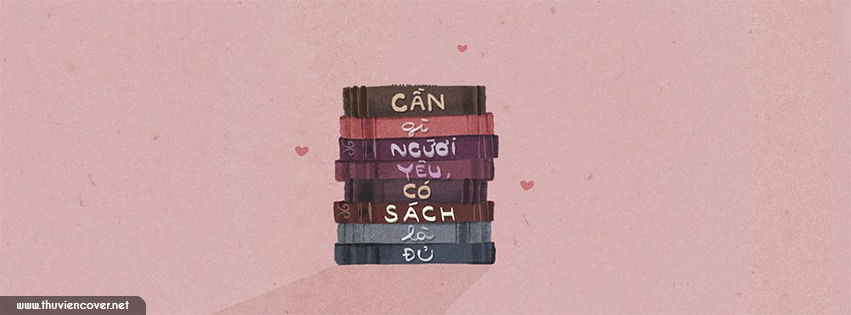 CẦN
gì
NGƯỜI
YÊU,
CÓ
SÁCH
là
ĐỦ
www.thuviencover.net